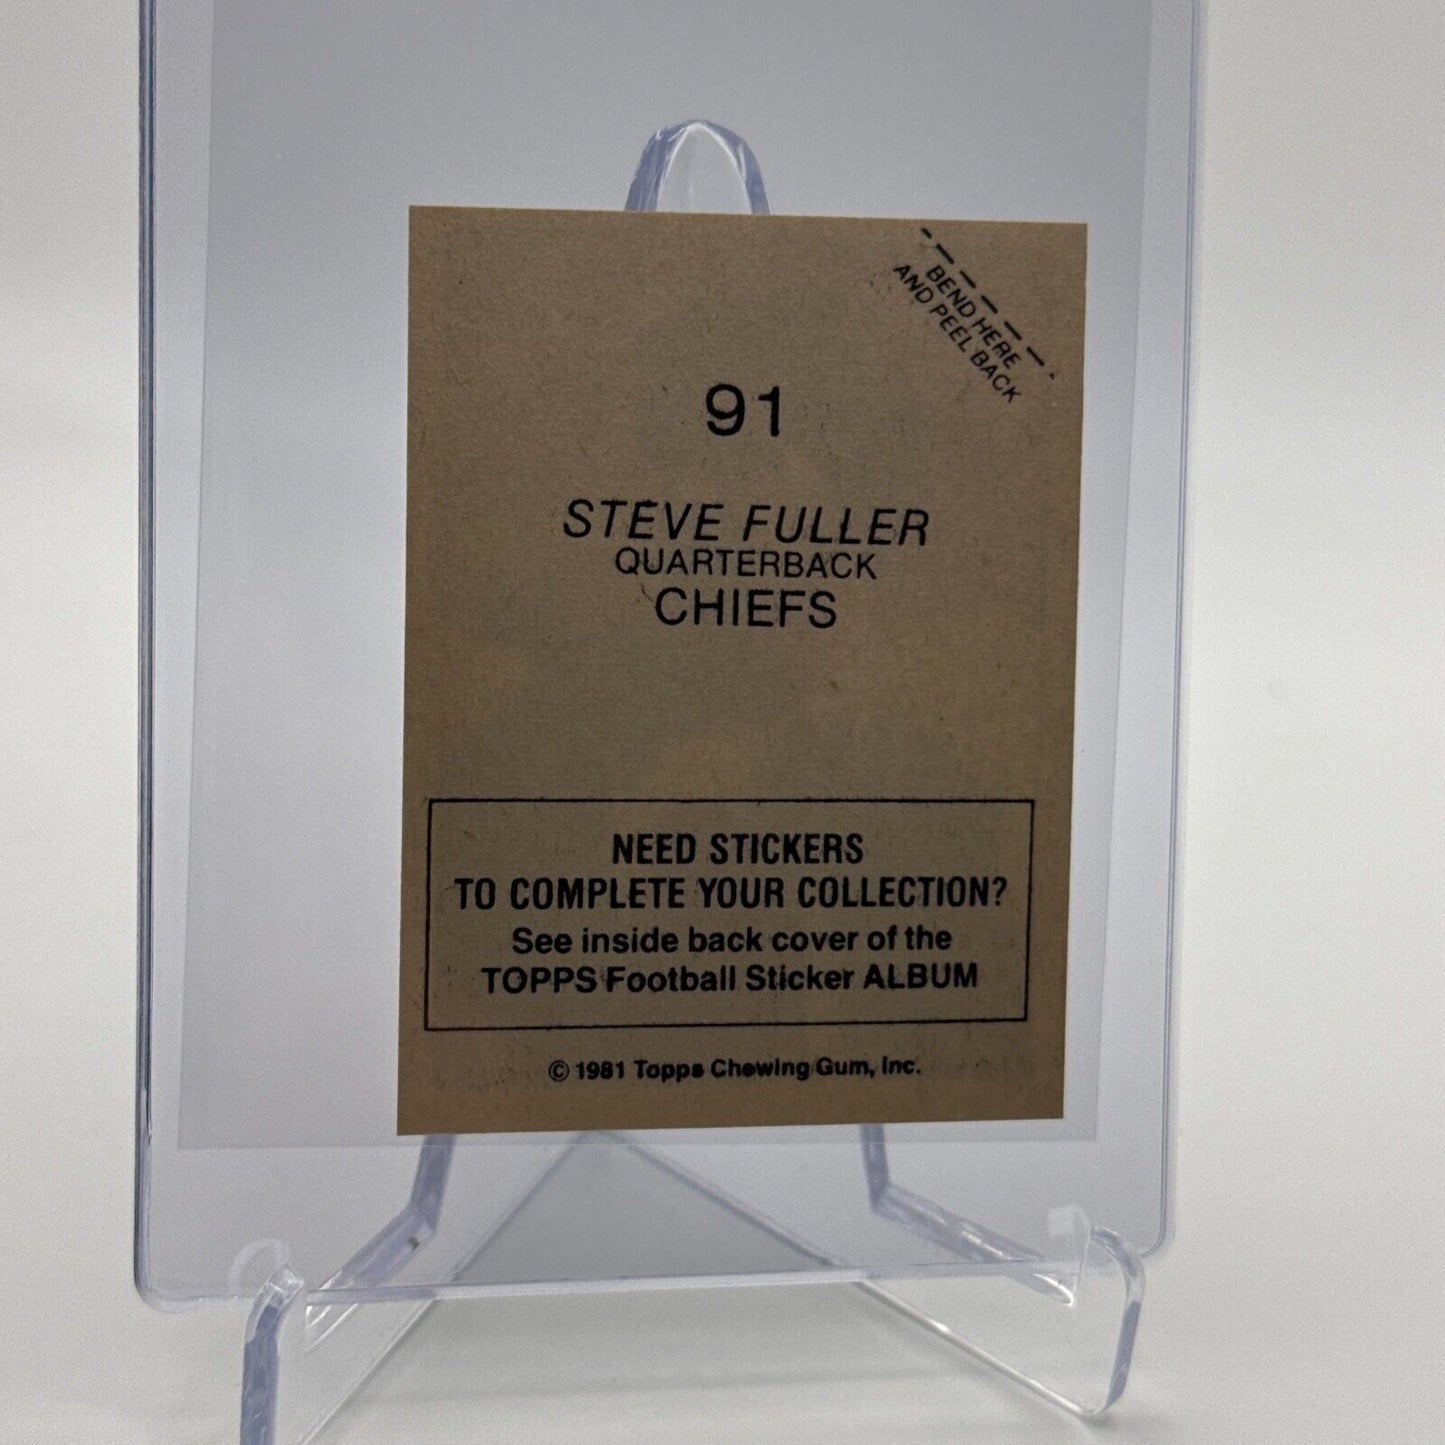 BEND HERE
AND PEEL BACK
91
STEVE FULLER
QUARTERBACK
CHIEFS
NEED STICKERS
TO COMPLETE YOUR COLLECTION?
See inside back cover of the
TOPPS Football Sticker ALBUM
© 1981 Topps Chewing Gum, Inc.